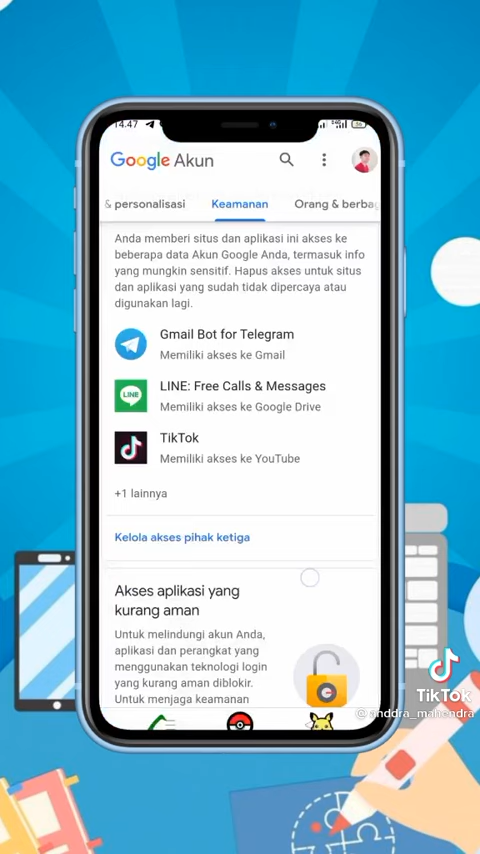 14.47
Google Akun
& personalisasi Keamanan Orang & berbag
Anda memberi situs dan aplikasi ini akses ke
beberapa data Akun Google Anda, termasuk info
yang mungkin sensitif. Hapus akses untuk situs
dan aplikasi yang sudah tidak dipercaya atau
digunakan lagi.
Gmail Bot for Telegram
Memiliki akses ke Gmail
LINE
LINE: Free Calls & Messages
Memiliki akses ke Google Drive
TikTok
Memiliki akses ke YouTube
+1 lainnya
Kelola akses pihak ketiga
Akses aplikasi yang
kurang aman
Untuk melindungi akun Anda,
aplikasi dan perangkat yang
menggunakan teknologi login
yang kurang aman diblokir.
Untuk menjaga keamanan
TikTok
@anddra_mahendra